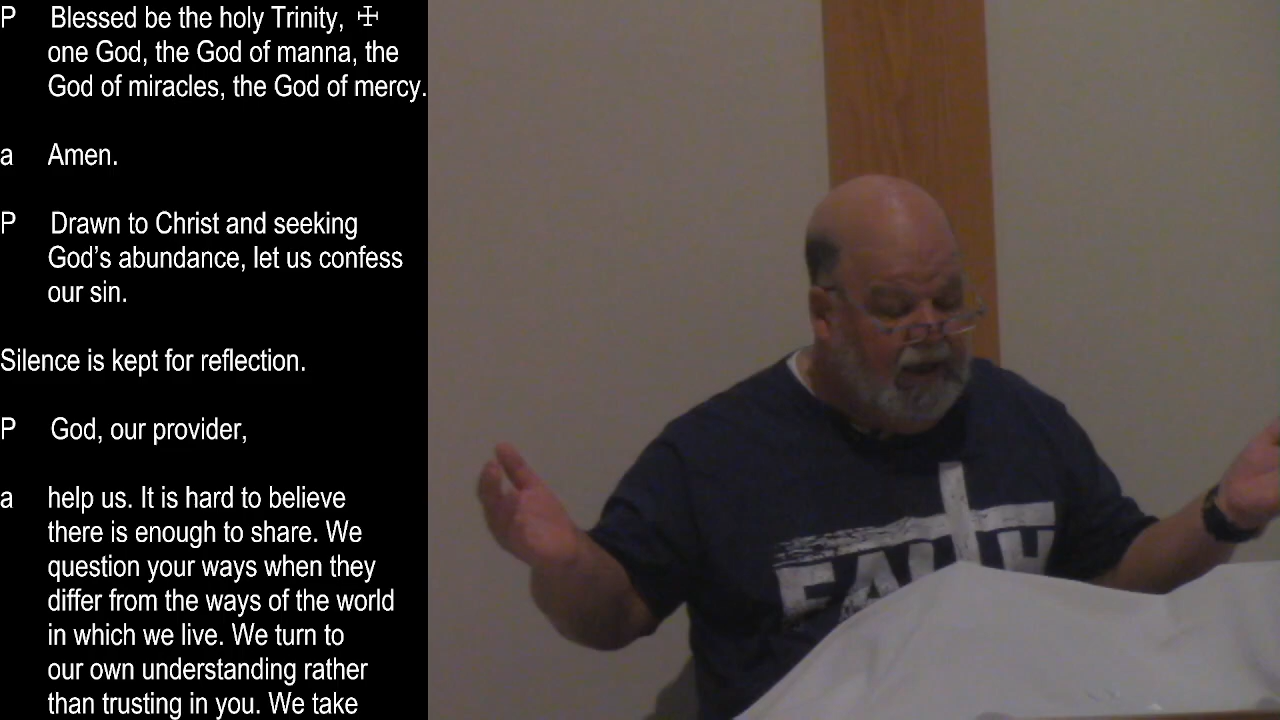 P Blessed be the holy Trinity, ☩
one God, the God of manna, the
God of miracles, the God of mercy.
a Amen.
P Drawn to Christ and seeking
God’s abundance, let us confess
our sin.
Silence is kept for reflection.
P God, our provider,
a help us. It is hard to believe
there is enough to share. We
question your ways when they
differ from the ways of the world
in which we live. We turn to
our own understanding rather
than trusting in you. We take
FAITH